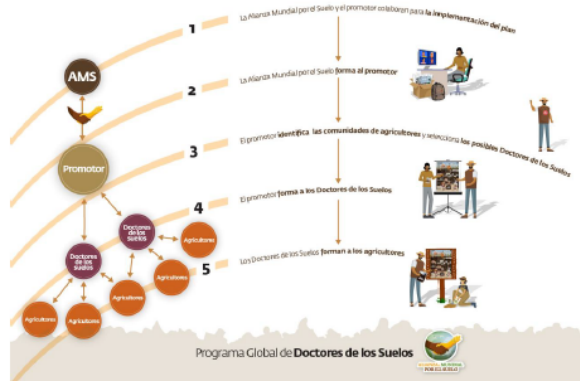 1
La Alianza Mundial por el Suelo y el promotor colaboran para la implementación del plan
AMS
2
La Alianza Mundial por el Suelo forma al promotor
3
El promotor identifica las comunidades de agricultores y selecciona los posibles Doctores de los Suelos
Promotor
4
El promotor forma a los Doctores de los Suelos
Doctores
de los
suelos
Agricultores
Doctores
de los
suelos
5
Los Doctores de los Suelos forman a los agricultores
Agricultores
Agricultores
Agricultores
Agricultores
Programa Global de Doctores de los Suelos